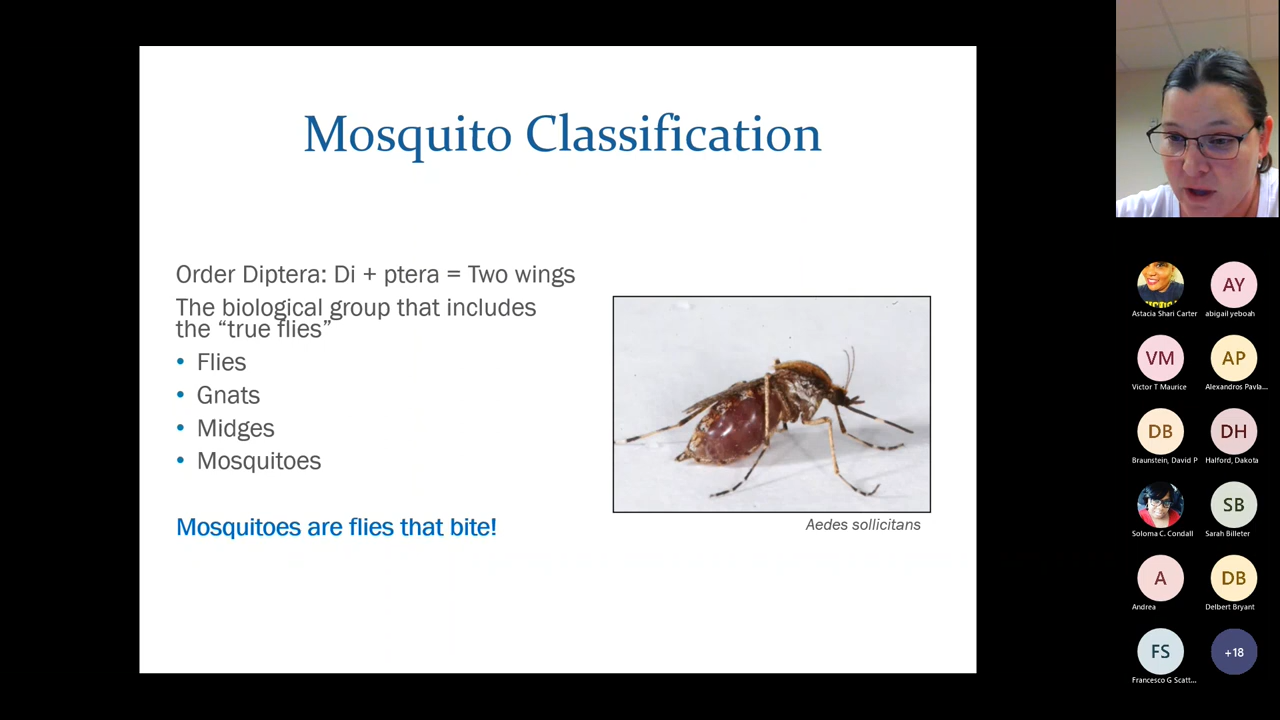 Mosquito Classification
Order Diptera: Di + ptera = Two wings
The biological group that includes
the “true flies”
• Flies
• Gnats
• Midges
• Mosquitoes
Mosquitoes are flies that bite!
Aedes sollicitans
Astacia Shari Carter
AY
abigail yeboah
VM
Victor T Maurice
AP
Alexandros Pavla...
DB
Braunstein, David P
DH
Halford, Dakota
Soloma C. Condall
SB
Sarah Billeter
A
Andrea
DB
Delbert Bryant
FS
Francesco G Scatt...
+18